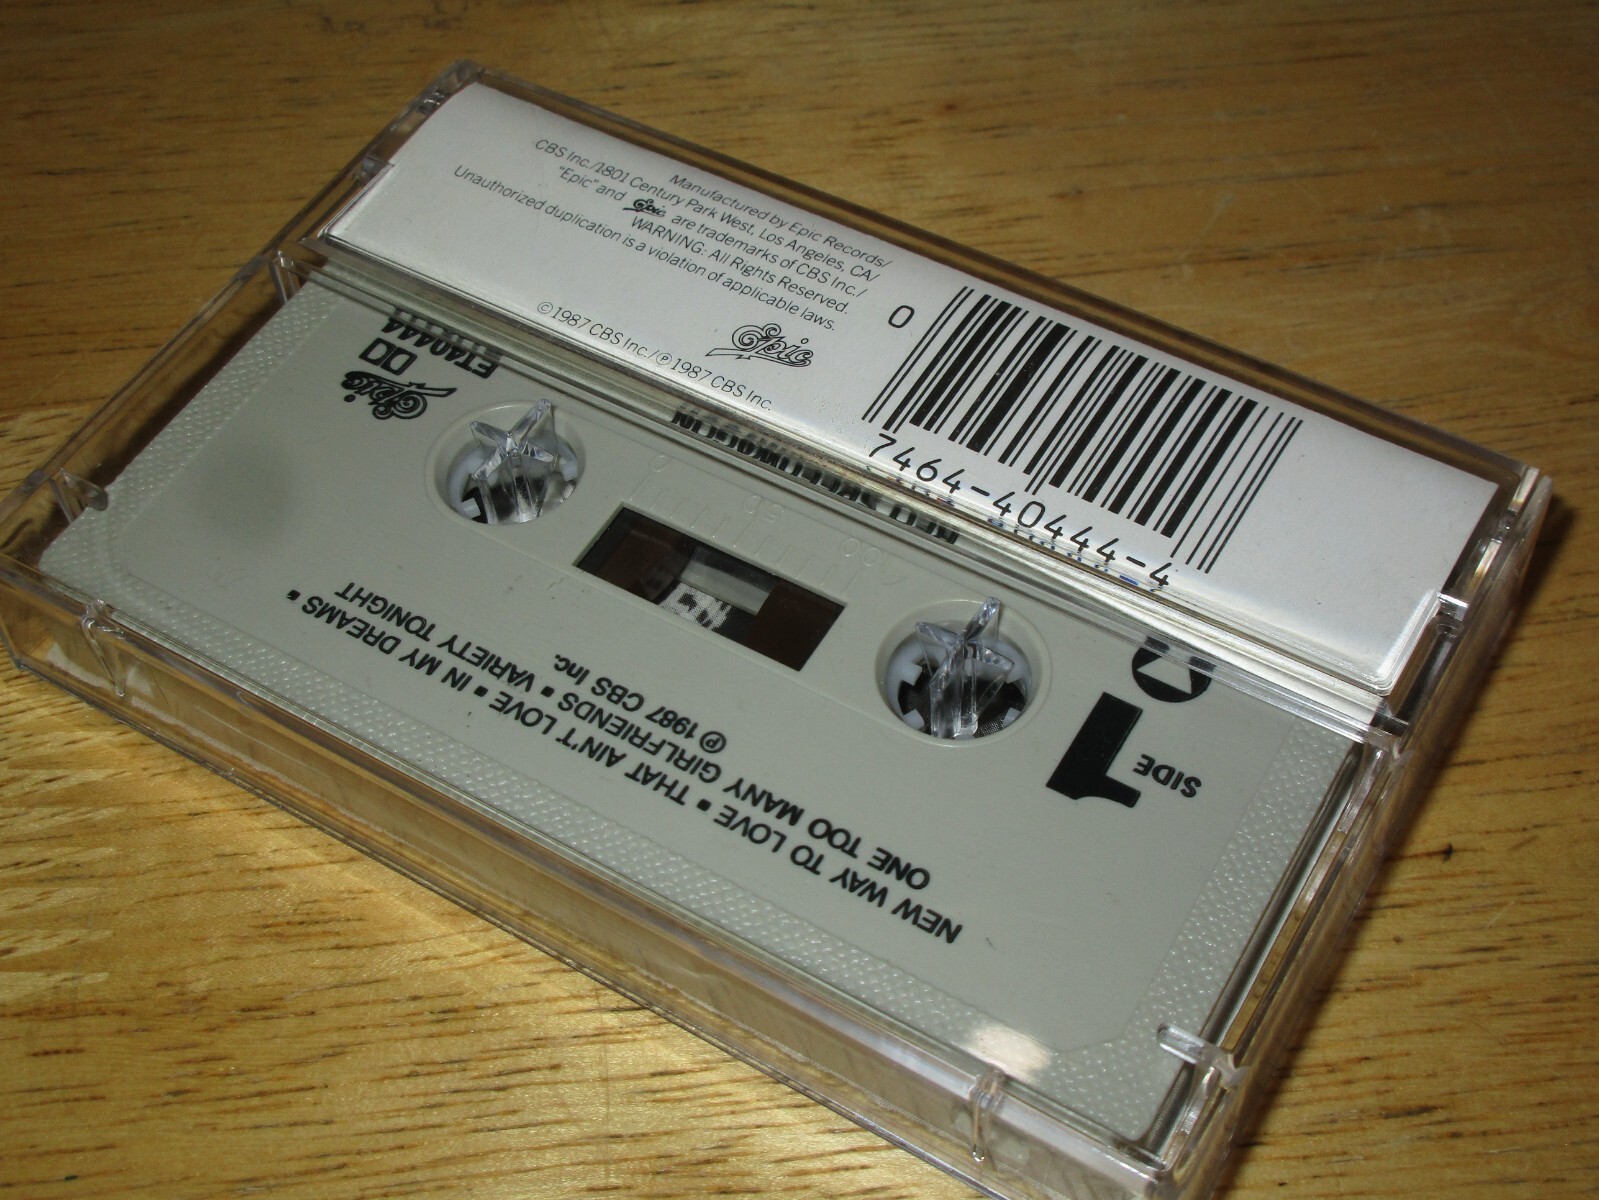 Manufactured by Epic Records/
CBS Inc./1801 Century Park West, Los Angeles, CA/
"Epic" and Epic are trademarks of CBS Inc./
WARNING: All Rights Reserved.
Unauthorized duplication is a violation of applicable laws.
Epic
©1987 CBS Inc./℗1987 CBS Inc.
0
7464-40444-4
ET40444
Epic
0
50
100
SIDE
1
NEW WAY TO LOVE ▪ THAT AIN'T LOVE ▪ IN MY DREAMS ▪
ONE TOO MANY GIRLFRIENDS ▪ VARIETY TONIGHT
℗ 1987 CBS Inc.